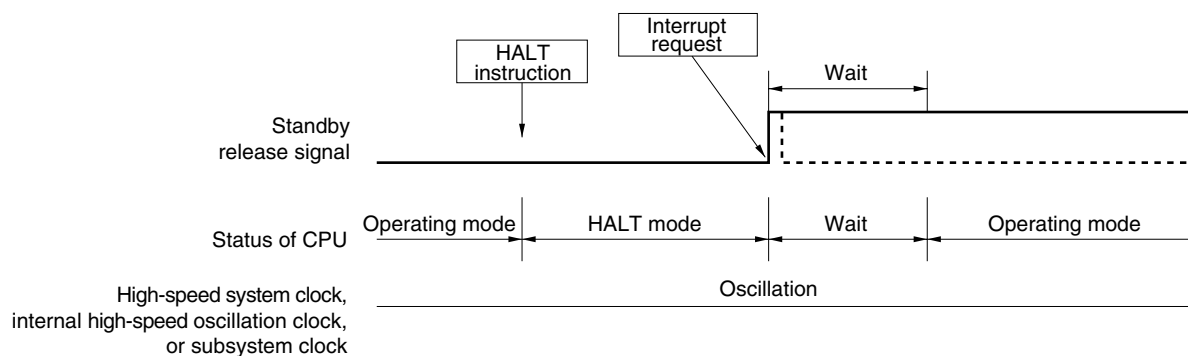 HALT
instruction
Interrupt
request
Wait
Standby
release signal
Status of CPU
Operating mode
HALT mode
Wait
Operating mode
High-speed system clock,
internal high-speed oscillation clock,
or subsystem clock
Oscillation